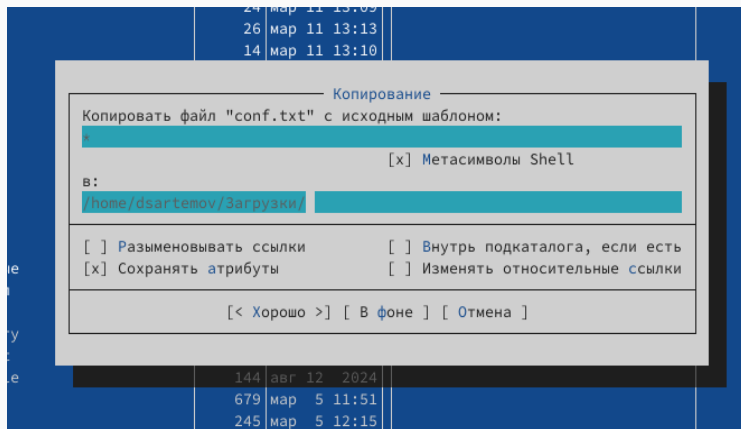 24 мар 11 13:09
26 мар 11 13:13
14 мар 11 13:10
Копирование
Копировать файл "conf.txt" с исходным шаблоном:
*
[x] Метасимволы Shell
в:
/home/dsartemov/Загрузки/
[ ] Разыменовывать ссылки [ ] Внутрь подкаталога, если есть
[x] Сохранять атрибуты [ ] Изменять относительные ссылки
[< Хорошо >] [ В фоне ] [ Отмена ]
144 авг 12 2024
679 мар 5 11:51
245 мар 5 12:15